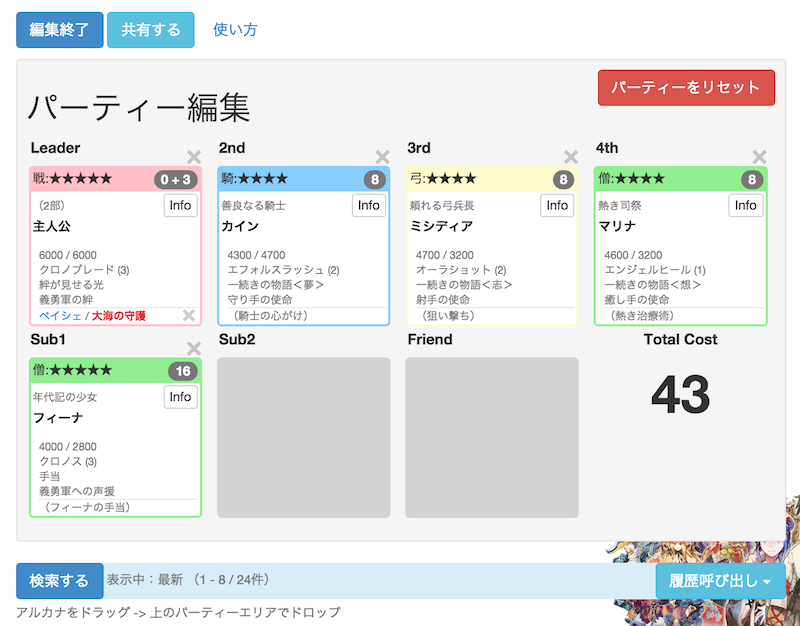 編集終了 共有する 使い方
パーティーをリセット
パーティー編集
Leader 2nd 3rd 4th
戦:★★★★★ 0 + 3
(2部) Info
主人公
6000 / 6000
クロノブレード (3)
絆が見せる光
義勇軍の絆
ペイシェ / 大海の守護
騎:★★★★ 8
善良なる騎士 Info
カイン
4300 / 4700
エフォルスラッシュ (2)
一続きの物語＜夢＞
守り手の使命
（騎士の心がけ）
弓:★★★★ 8
頼れる弓兵長 Info
ミシディア
4700 / 3200
オーラショット (2)
一続きの物語＜志＞
射手の使命
（狙い撃ち）
僧:★★★★ 8
熱き司祭 Info
マリナ
4600 / 3200
エンジェルヒール (1)
一続きの物語＜想＞
癒し手の使命
（熱き治療術）
Sub1 Sub2 Friend Total Cost
僧:★★★★★ 16
年代記の少女 Info
フィーナ
4000 / 2800
クロノス (3)
手当
義勇軍への声援
（フィーナの手当）
43
検索する 表示中：最新 （1 - 8 / 24件） 履歴呼び出し
アルカナをドラッグ -> 上のパーティーエリアでドロップ